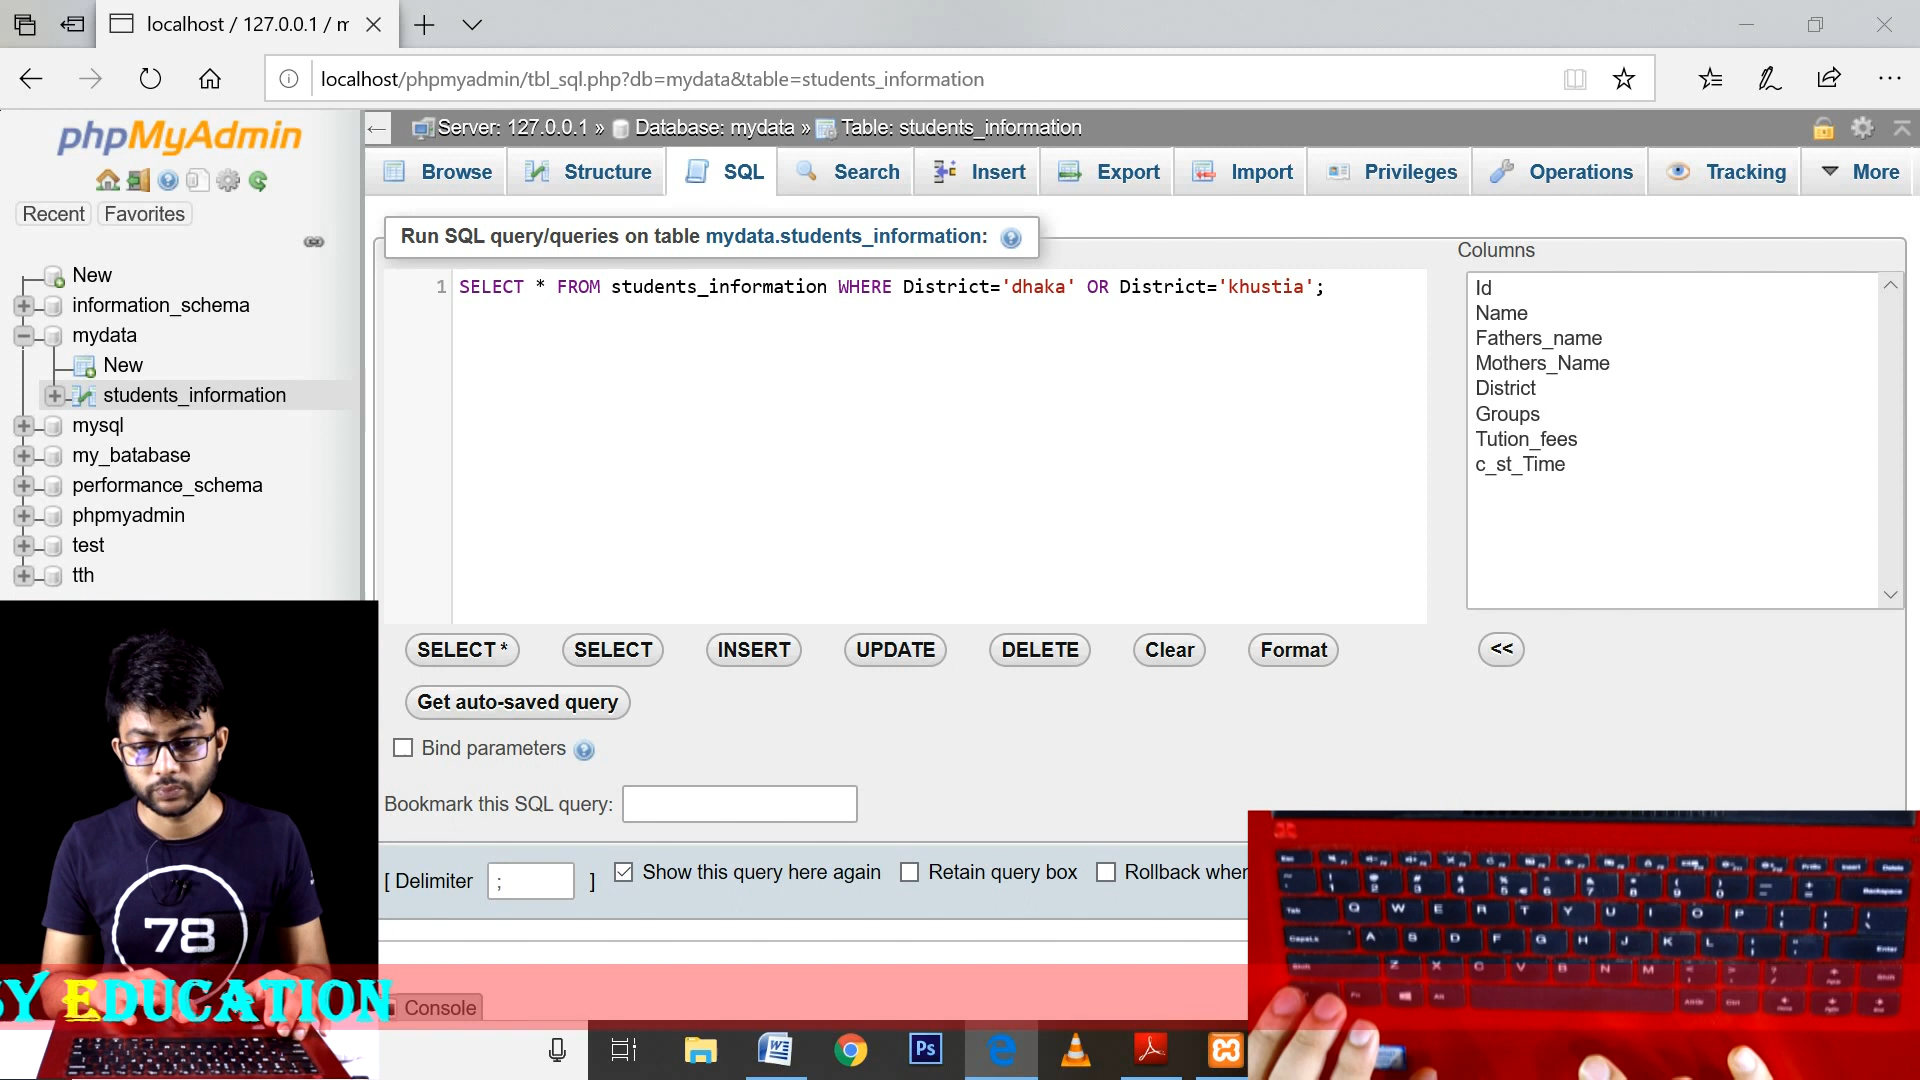 localhost / 127.0.0.1 / m
localhost/phpmyadmin/tbl_sql.php?db=mydata&table=students_information
phpMyAdmin
Recent Favorites
New
information_schema
mydata
New
students_information
mysql
my_batabase
performance_schema
phpmyadmin
test
tth
Server: 127.0.0.1 » Database: mydata » Table: students_information
Browse Structure SQL Search Insert Export Import Privileges Operations Tracking More
Run SQL query/queries on table mydata.students_information:
1 SELECT * FROM students_information WHERE District='dhaka' OR District='khustia';
Columns
Id
Name
Fathers_name
Mothers_Name
District
Groups
Tution_fees
c_st_Time
SELECT * SELECT INSERT UPDATE DELETE Clear Format <<
Get auto-saved query
Bind parameters
Bookmark this SQL query:
[ Delimiter ; ] Show this query here again Retain query box Rollback when
Console
78
SY EDUCATION
Ps
Q W E R T Y U I O P
A S D F G H J K L
Z X C V B N M